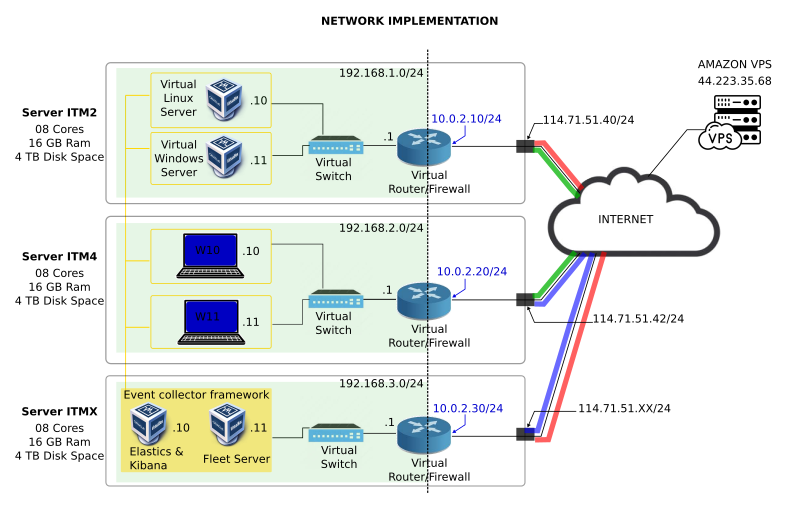 NETWORK IMPLEMENTATION
AMAZON VPS
44.223.35.68
VPS
INTERNET
Server ITM2
08 Cores
16 GB Ram
4 TB Disk Space
192.168.1.0/24
Virtual
Linux
Server
.10
Virtual
Windows
Server
.11
Virtual
Switch
.1
10.0.2.10/24
Virtual
Router/Firewall
114.71.51.40/24
Server ITM4
08 Cores
16 GB Ram
4 TB Disk Space
192.168.2.0/24
W10
.10
W11
.11
Virtual
Switch
.1
10.0.2.20/24
Virtual
Router/Firewall
114.71.51.42/24
Server ITMX
08 Cores
16 GB Ram
4 TB Disk Space
192.168.3.0/24
Event collector framework
.10
Elastics &
Kibana
.11
Fleet Server
Virtual
Switch
.1
10.0.2.30/24
Virtual
Router/Firewall
114.71.51.XX/24